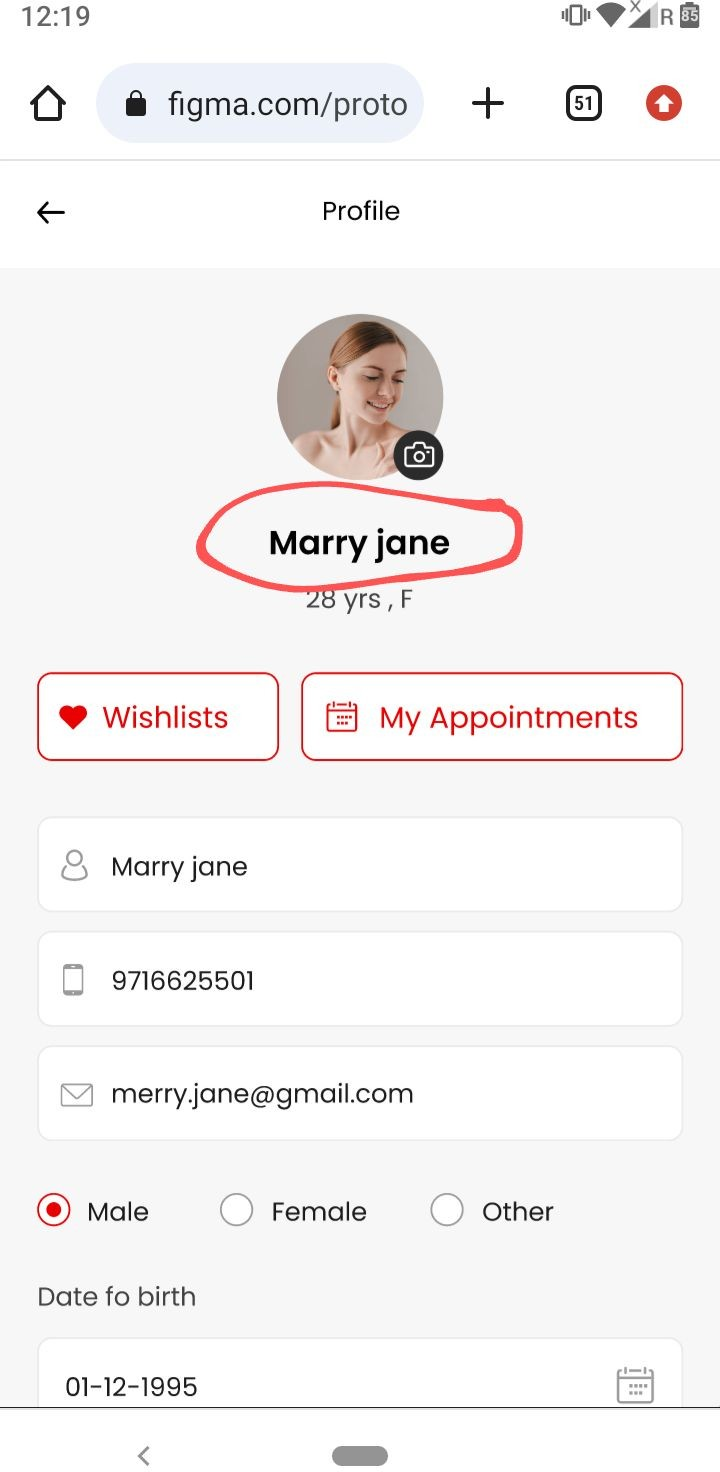 12:19
X
R
85
figma.com/proto
51
Profile
Marry jane
28 yrs , F
Wishlists
My Appointments
Marry jane
9716625501
merry.jane@gmail.com
Male
Female
Other
Date fo birth
01-12-1995